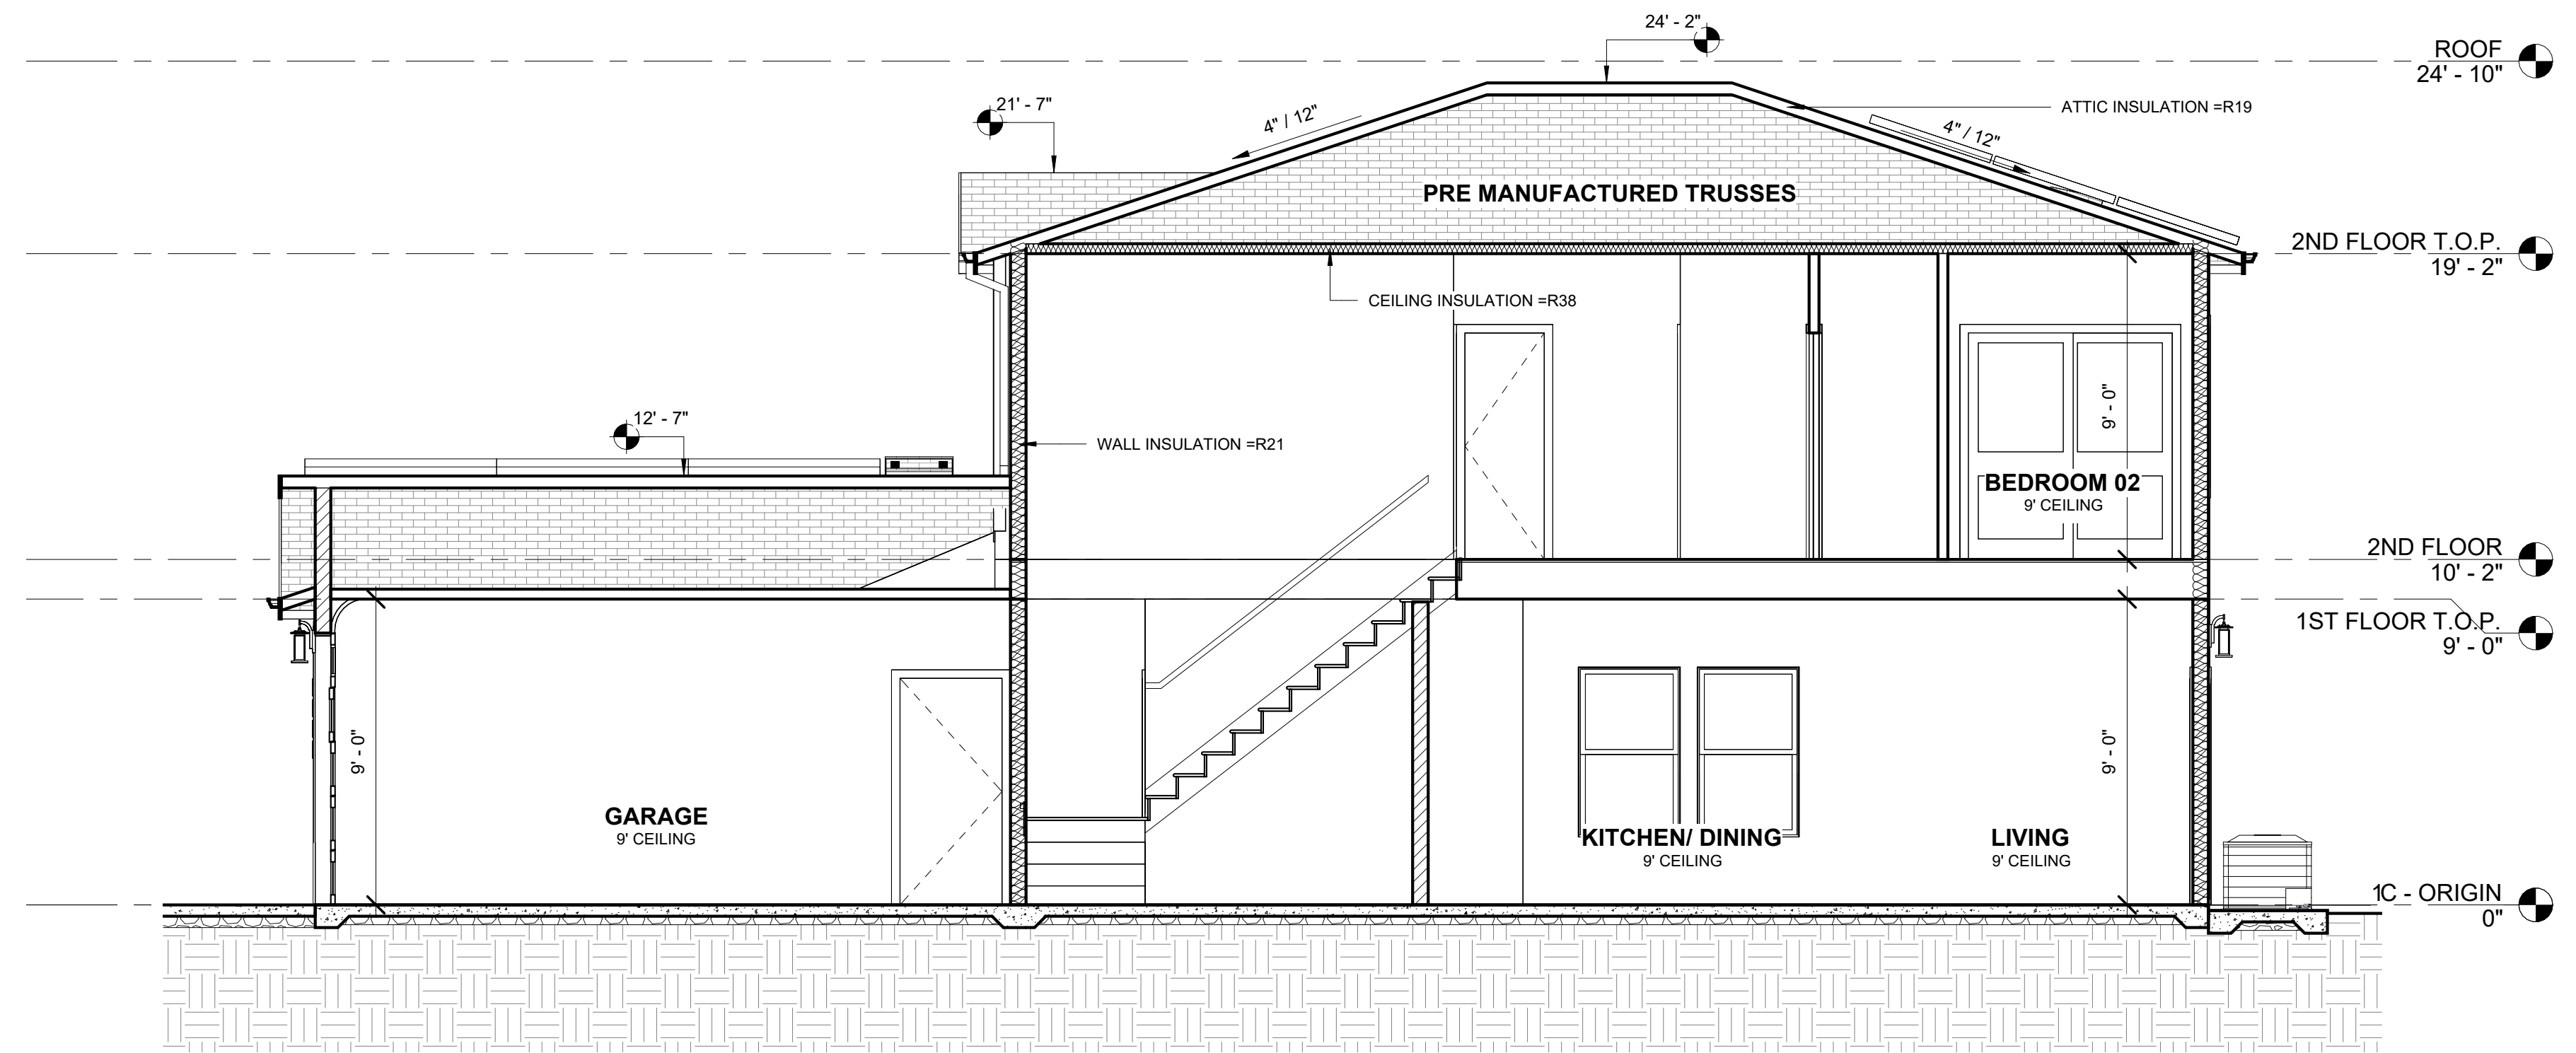 24' - 2"
ROOF
24' - 10"
21' - 7"
4" / 12"
ATTIC INSULATION =R19
4" / 12"
PRE MANUFACTURED TRUSSES
2ND FLOOR T.O.P.
19' - 2"
CEILING INSULATION =R38
12' - 7"
WALL INSULATION =R21
9' - 0"
BEDROOM 02
9' CEILING
2ND FLOOR
10' - 2"
1ST FLOOR T.O.P.
9' - 0"
9' - 0"
9' - 0"
GARAGE
9' CEILING
KITCHEN/ DINING
9' CEILING
LIVING
9' CEILING
1C - ORIGIN
0"